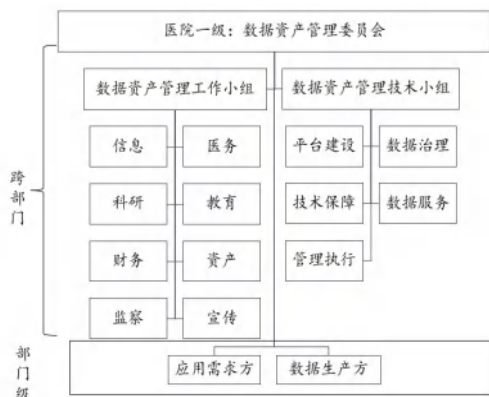 医院一级：数据资产管理委员会
数据资产管理工作小组
数据资产管理技术小组
信息
医务
平台建设
数据治理
科研
教育
技术保障
数据服务
财务
资产
管理执行
监察
宣传
跨部门
应用需求方
数据生产方
部门级